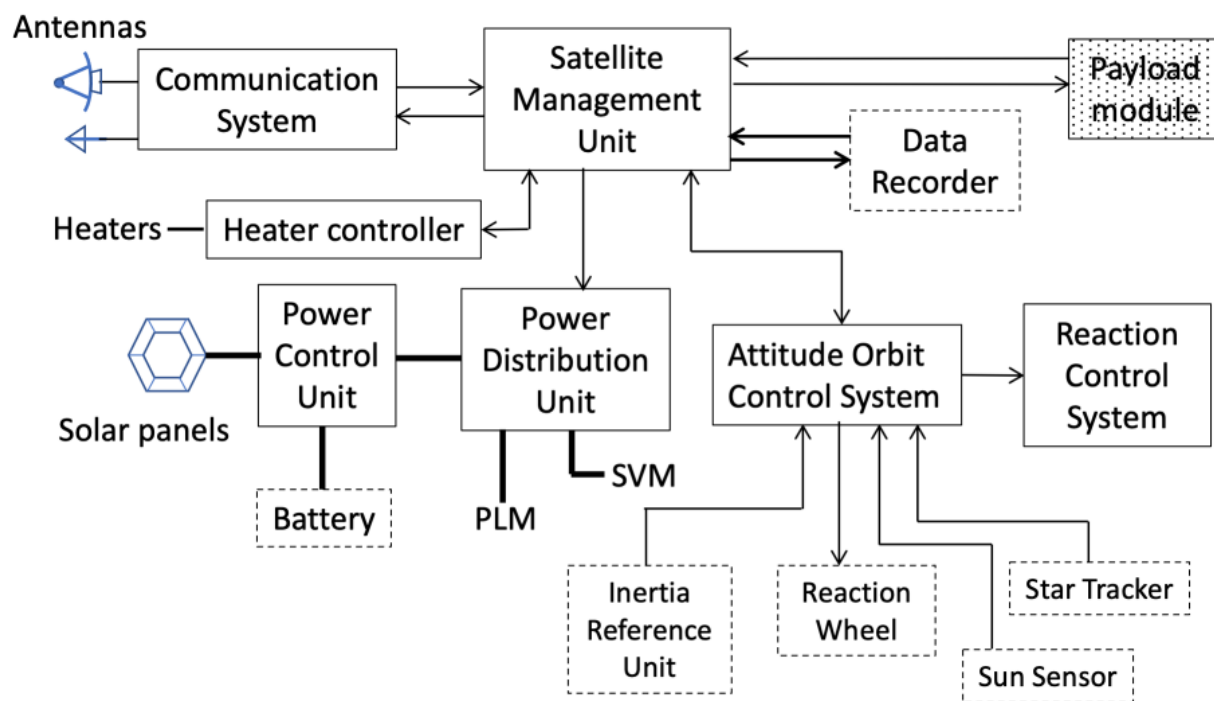 Antennas
Communication
System
Satellite
Management
Unit
Payload
module
Data
Recorder
Heaters
Heater controller
Power
Control
Unit
Power
Distribution
Unit
Attitude Orbit
Control System
Reaction
Control
System
Solar panels
SVM
PLM
Battery
Inertia
Reference
Unit
Reaction
Wheel
Star Tracker
Sun Sensor